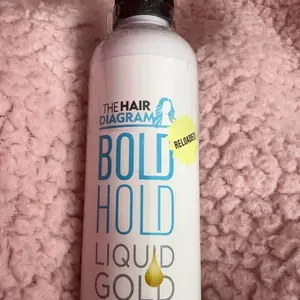 THE HAIR
DIAGRAM
BOLD
RELOADED
HOLD
LIQUID
GOLD